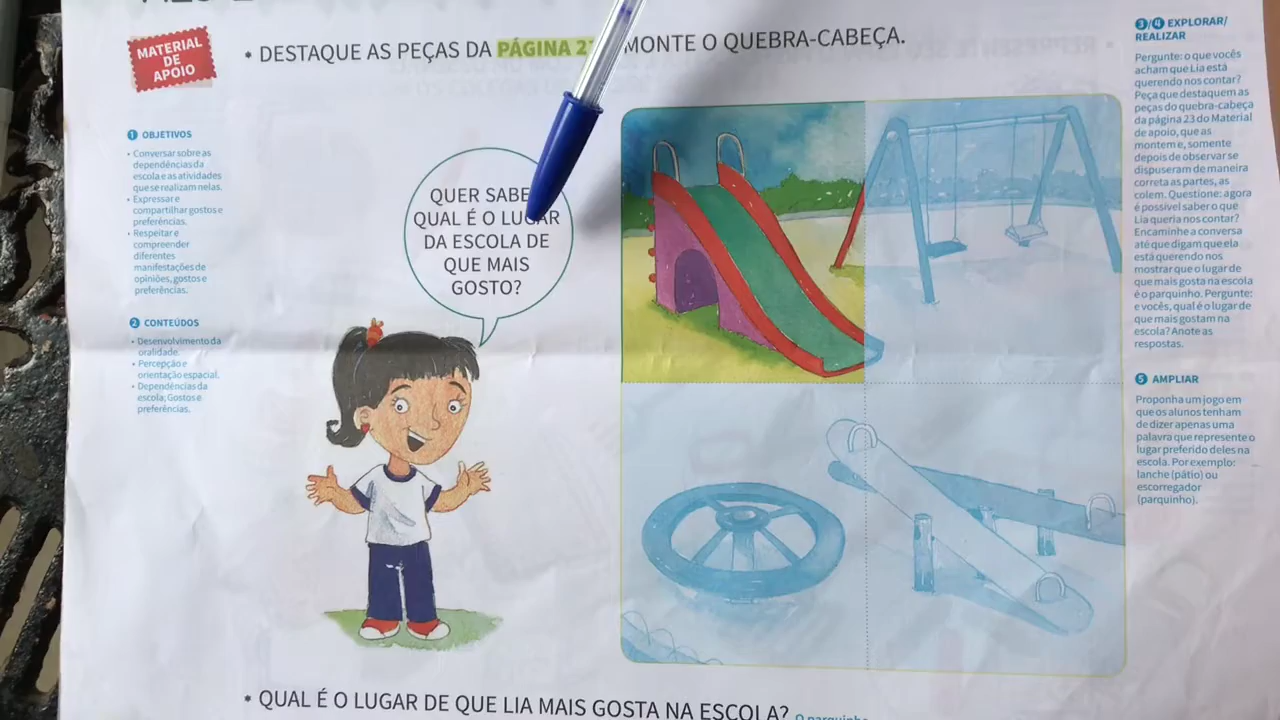 MATERIAL
DE
APOIO
• DESTAQUE AS PEÇAS DA PÁGINA 2 MONTE O QUEBRA-CABEÇA.
1 OBJETIVOS
• Conversar sobre as
dependências da
escola e as atividades
que se realizam nelas.
• Expressar e
compartilhar gostos e
preferências.
• Respeitar e
compreender
diferentes
manifestações de
opiniões, gostos e
preferências.
2 CONTEÚDOS
• Desenvolvimento da
oralidade.
• Percepção e
orientação espacial.
• Dependências da
escola; Gostos e
preferências.
QUER SABE
QUAL É O LUGAR
DA ESCOLA DE
QUE MAIS
GOSTO?
3/4 EXPLORAR/
REALIZAR
Pergunte: o que vocês
acham que Lia está
querendo nos contar?
Peça que destaquem as
peças do quebra-cabeça
da página 23 do Material
de apoio, que as
montem e, somente
depois de observar se
dispuseram de maneira
correta as partes, as
colem. Questione: agora
é possível saber o que
Lia queria nos contar?
Encaminhe a conversa
até que digam que ela
está querendo nos
mostrar que o lugar de
que mais gosta na escola
é o parquinho. Pergunte:
e vocês, qual é o lugar de
que mais gostam na
escola? Anote as
respostas.
5 AMPLIAR
Proponha um jogo em
que os alunos tenham
de dizer apenas uma
palavra que represente o
lugar preferido deles na
escola. Por exemplo:
lanche (pátio) ou
escorregador
(parquinho).
• QUAL É O LUGAR DE QUE LIA MAIS GOSTA NA ESCOLA? O parquinho